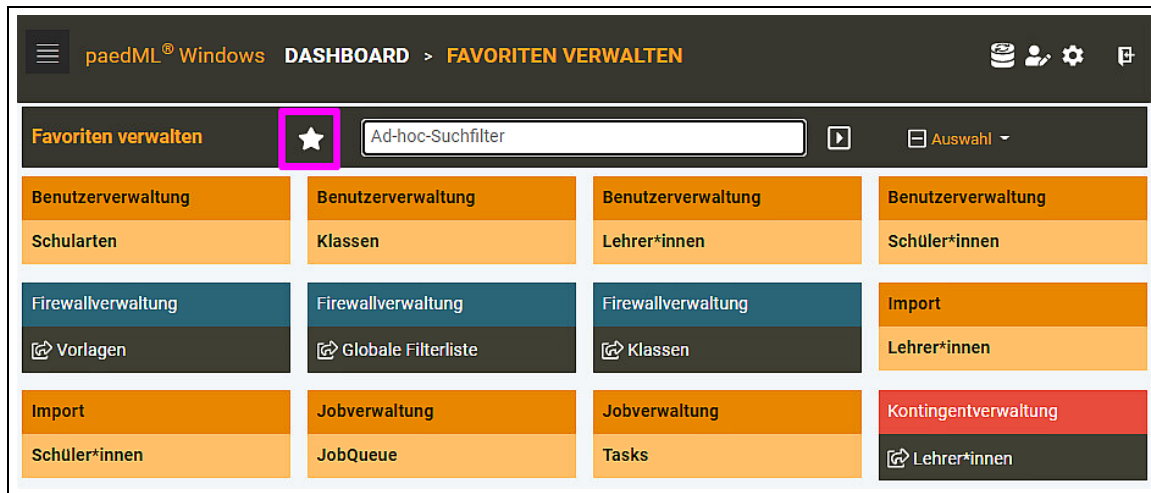 paedML® Windows DASHBOARD > FAVORITEN VERWALTEN
Favoriten verwalten Ad-hoc-Suchfilter Auswahl
Benutzerverwaltung Benutzerverwaltung Benutzerverwaltung Benutzerverwaltung
Schularten Klassen Lehrer*innen Schüler*innen
Firewallverwaltung Firewallverwaltung Firewallverwaltung Import
Vorlagen Globale Filterliste Klassen Lehrer*innen
Import Jobverwaltung Jobverwaltung Kontingentverwaltung
Schüler*innen JobQueue Tasks Lehrer*innen